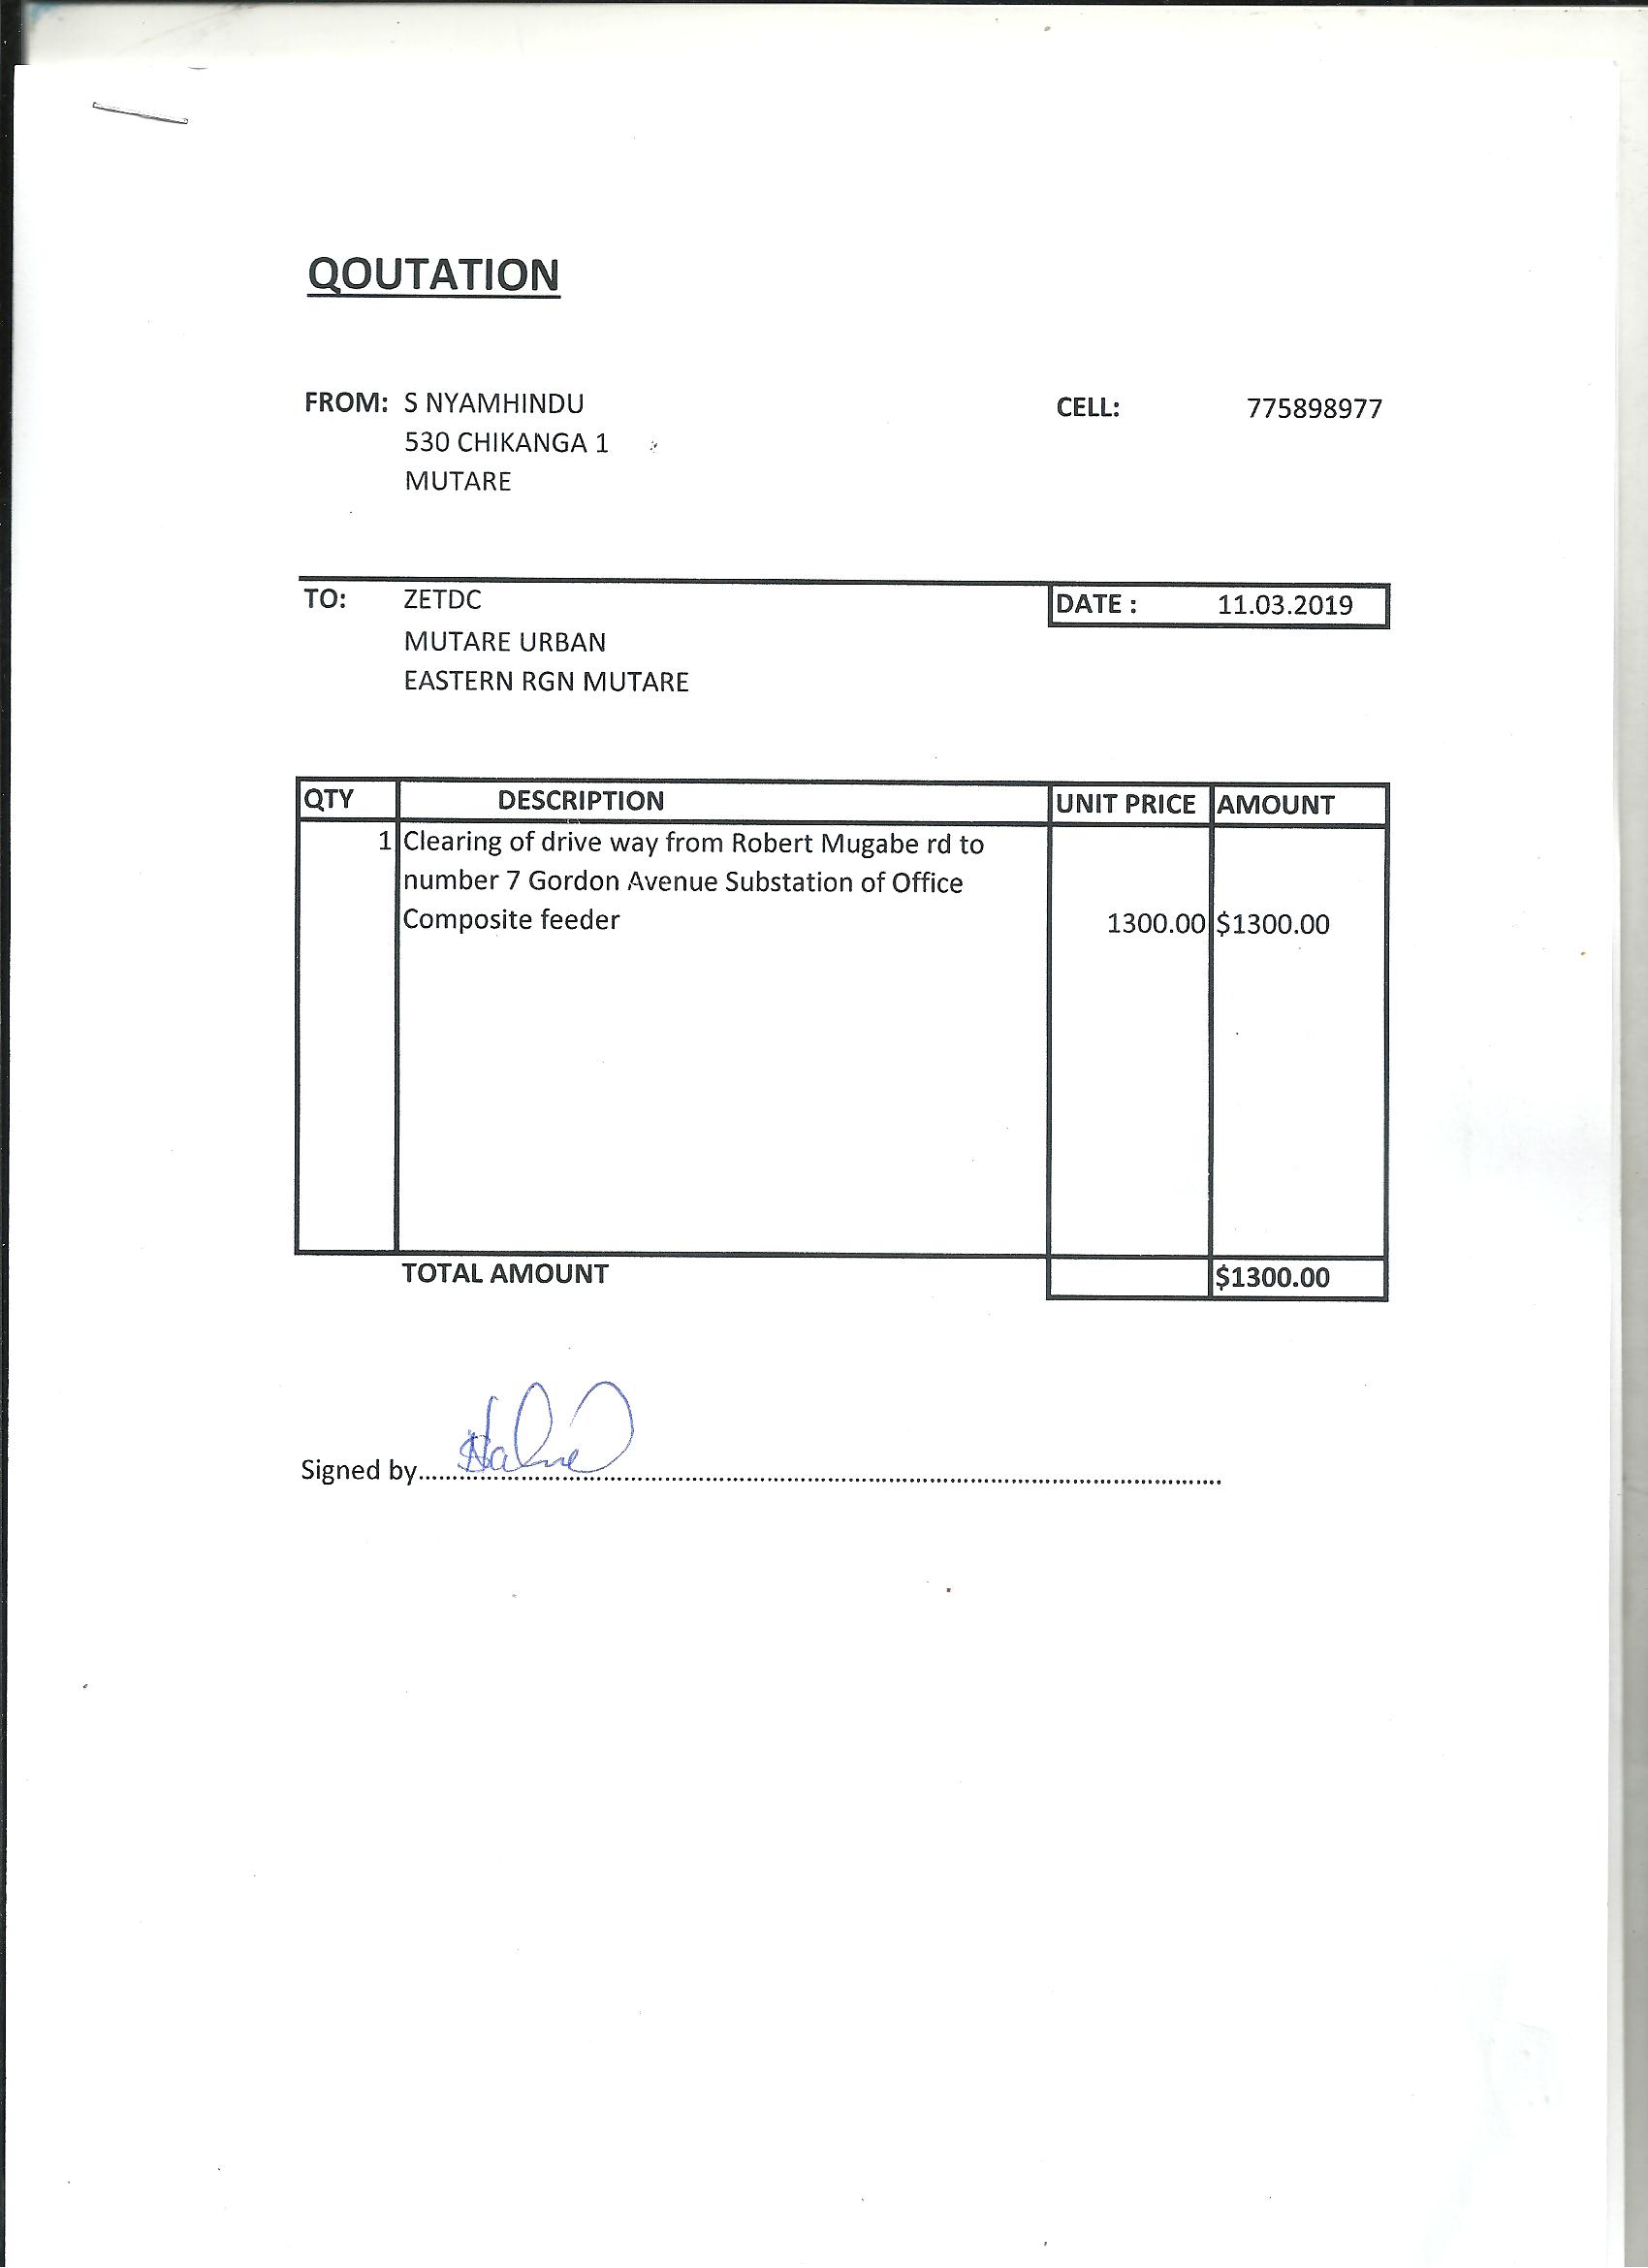 QOUTATION
FROM: S NYAMHINDU CELL: 775898977
530 CHIKANGA 1
MUTARE
TO: ZETDC DATE : 11.03.2019
MUTARE URBAN
EASTERN RGN MUTARE
QTY DESCRIPTION UNIT PRICE AMOUNT
1 Clearing of drive way from Robert Mugabe rd to
number 7 Gordon Avenue Substation of Office
Composite feeder 1300.00 $1300.00
TOTAL AMOUNT $1300.00
Signed by....................